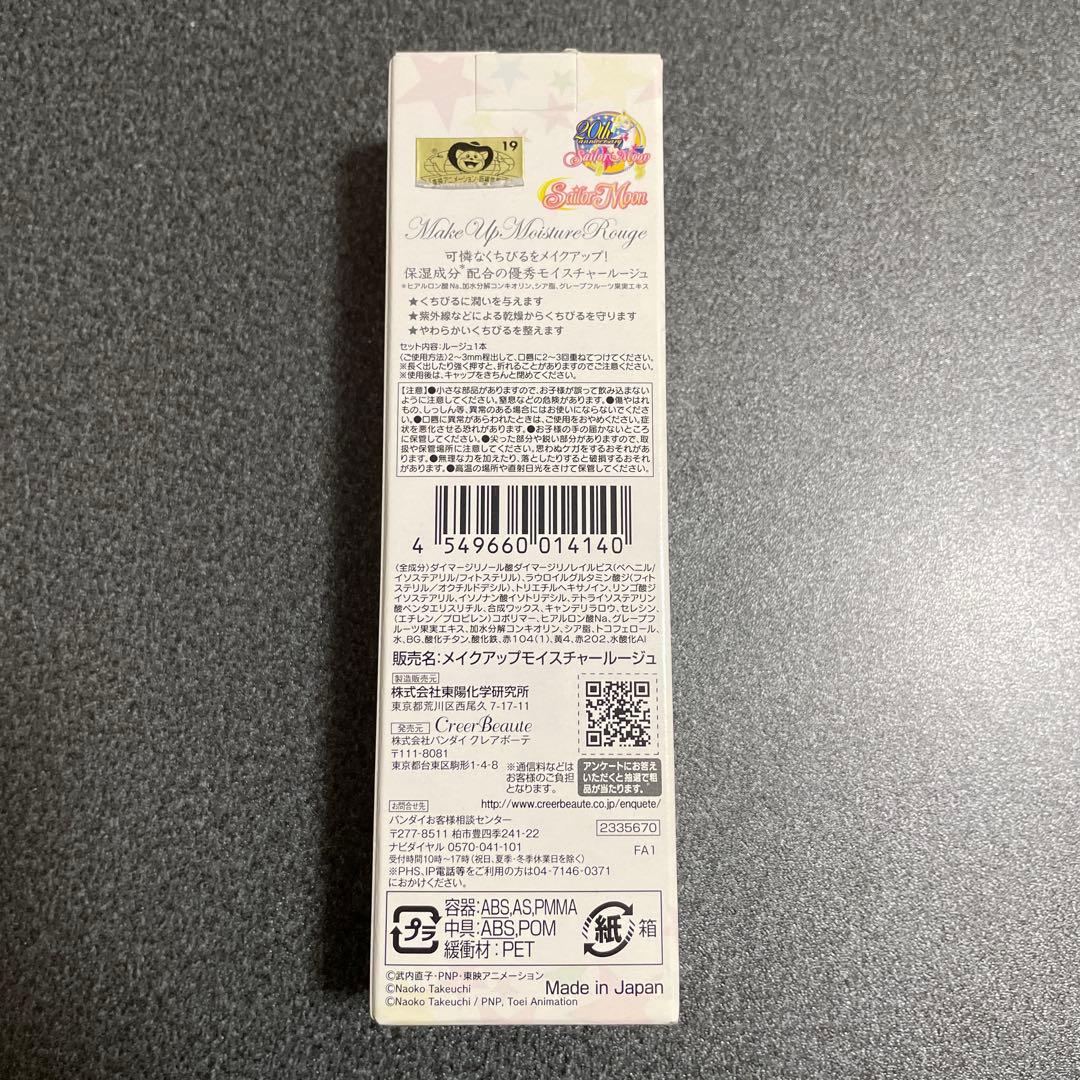 19
東映アニメーション
20th
anniversary
Sailor Moon
Sailor Moon
Make Up Moisture Rouge
可憐なくちびるをメイクアップ!
保湿成分*配合の優秀モイスチャールージュ
*ヒアルロン酸Na、加水分解コンキオリン、シア脂、グレープフルーツ果実エキス
★くちびるに潤いを与えます
★紫外線などによる乾燥からくちびるを守ります
★やわらかいくちびるを整えます
セット内容:ルージュ1本
〈ご使用方法〉2~3mm程出して、口唇に2~3回重ねてつけてください。
※長く出したり強く押すと、折れることがありますのでご注意ください。
※使用後は、キャップをきちんと閉めてください。
【注意】●小さな部品がありますので、お子様が誤って飲み込まない
ように注意してください。窒息などの危険があります。●傷やはれ
もの、しっしん等、異常のある場合にはお使いにならないでくださ
い。●口唇に異常があらわれたときは、ご使用をおやめください。症
状を悪化させる恐れがあります。●お子様の手の届かないところ
に保管してください。●尖った部分や鋭い部分がありますので、取
扱や保管場所に注意してください。思わぬケガをするおそれがあ
ります。●無理な力を加えたり、落としたりすると破損するおそれ
があります。●高温の場所や直射日光をさけて保管してください。
4 549660 014140
〈全成分〉ダイマージリノール酸ダイマージリノレイルビス(ベヘニル/
イソステアリル/フィトステリル)、ラウロイルグルタミン酸ジ(フィト
ステリル/オクチルドデシル)、トリエチルヘキサノイン、リンゴ酸ジ
イソステアリル、イソノナン酸イソトリデシル、テトライソステアリン
酸ペンタエリスリチル、合成ワックス、キャンデリラロウ、セレシン、
(エチレン/プロピレン)コポリマー、ヒアルロン酸Na、グレープフ
ルーツ果実エキス、加水分解コンキオリン、シア脂、トコフェロール、
水、BG、酸化チタン、酸化鉄、赤104(1)、黄4、赤202、水酸化Al
販売名:メイクアップモイスチャールージュ
製造販売元
株式会社東陽化学研究所
東京都荒川区西尾久 7-17-11
発売元 CreerBeaute
株式会社バンダイ クレアボーテ
〒111-8081
東京都台東区駒形1-4-8
※通信料などは
お客様のご負担
となります。
アンケートにお答え
いただくと抽選で粗
品が当たります。
http://www.creerbeaute.co.jp/enquete/
お問合せ先
バンダイお客様相談センター
〒277-8511 柏市豊四季241-22
ナビダイヤル 0570-041-101
受付時間10時~17時(祝日、夏季・冬季休業日を除く)
※PHS、IP電話等をご利用の方は04-7146-0371
におかけください。
2335670
FA1
プラ
容器:ABS,AS,PMMA
中具:ABS,POM
緩衝材:PET
紙
箱
©武内直子・PNP・東映アニメーション
©Naoko Takeuchi
©Naoko Takeuchi / PNP, Toei Animation
Made in Japan